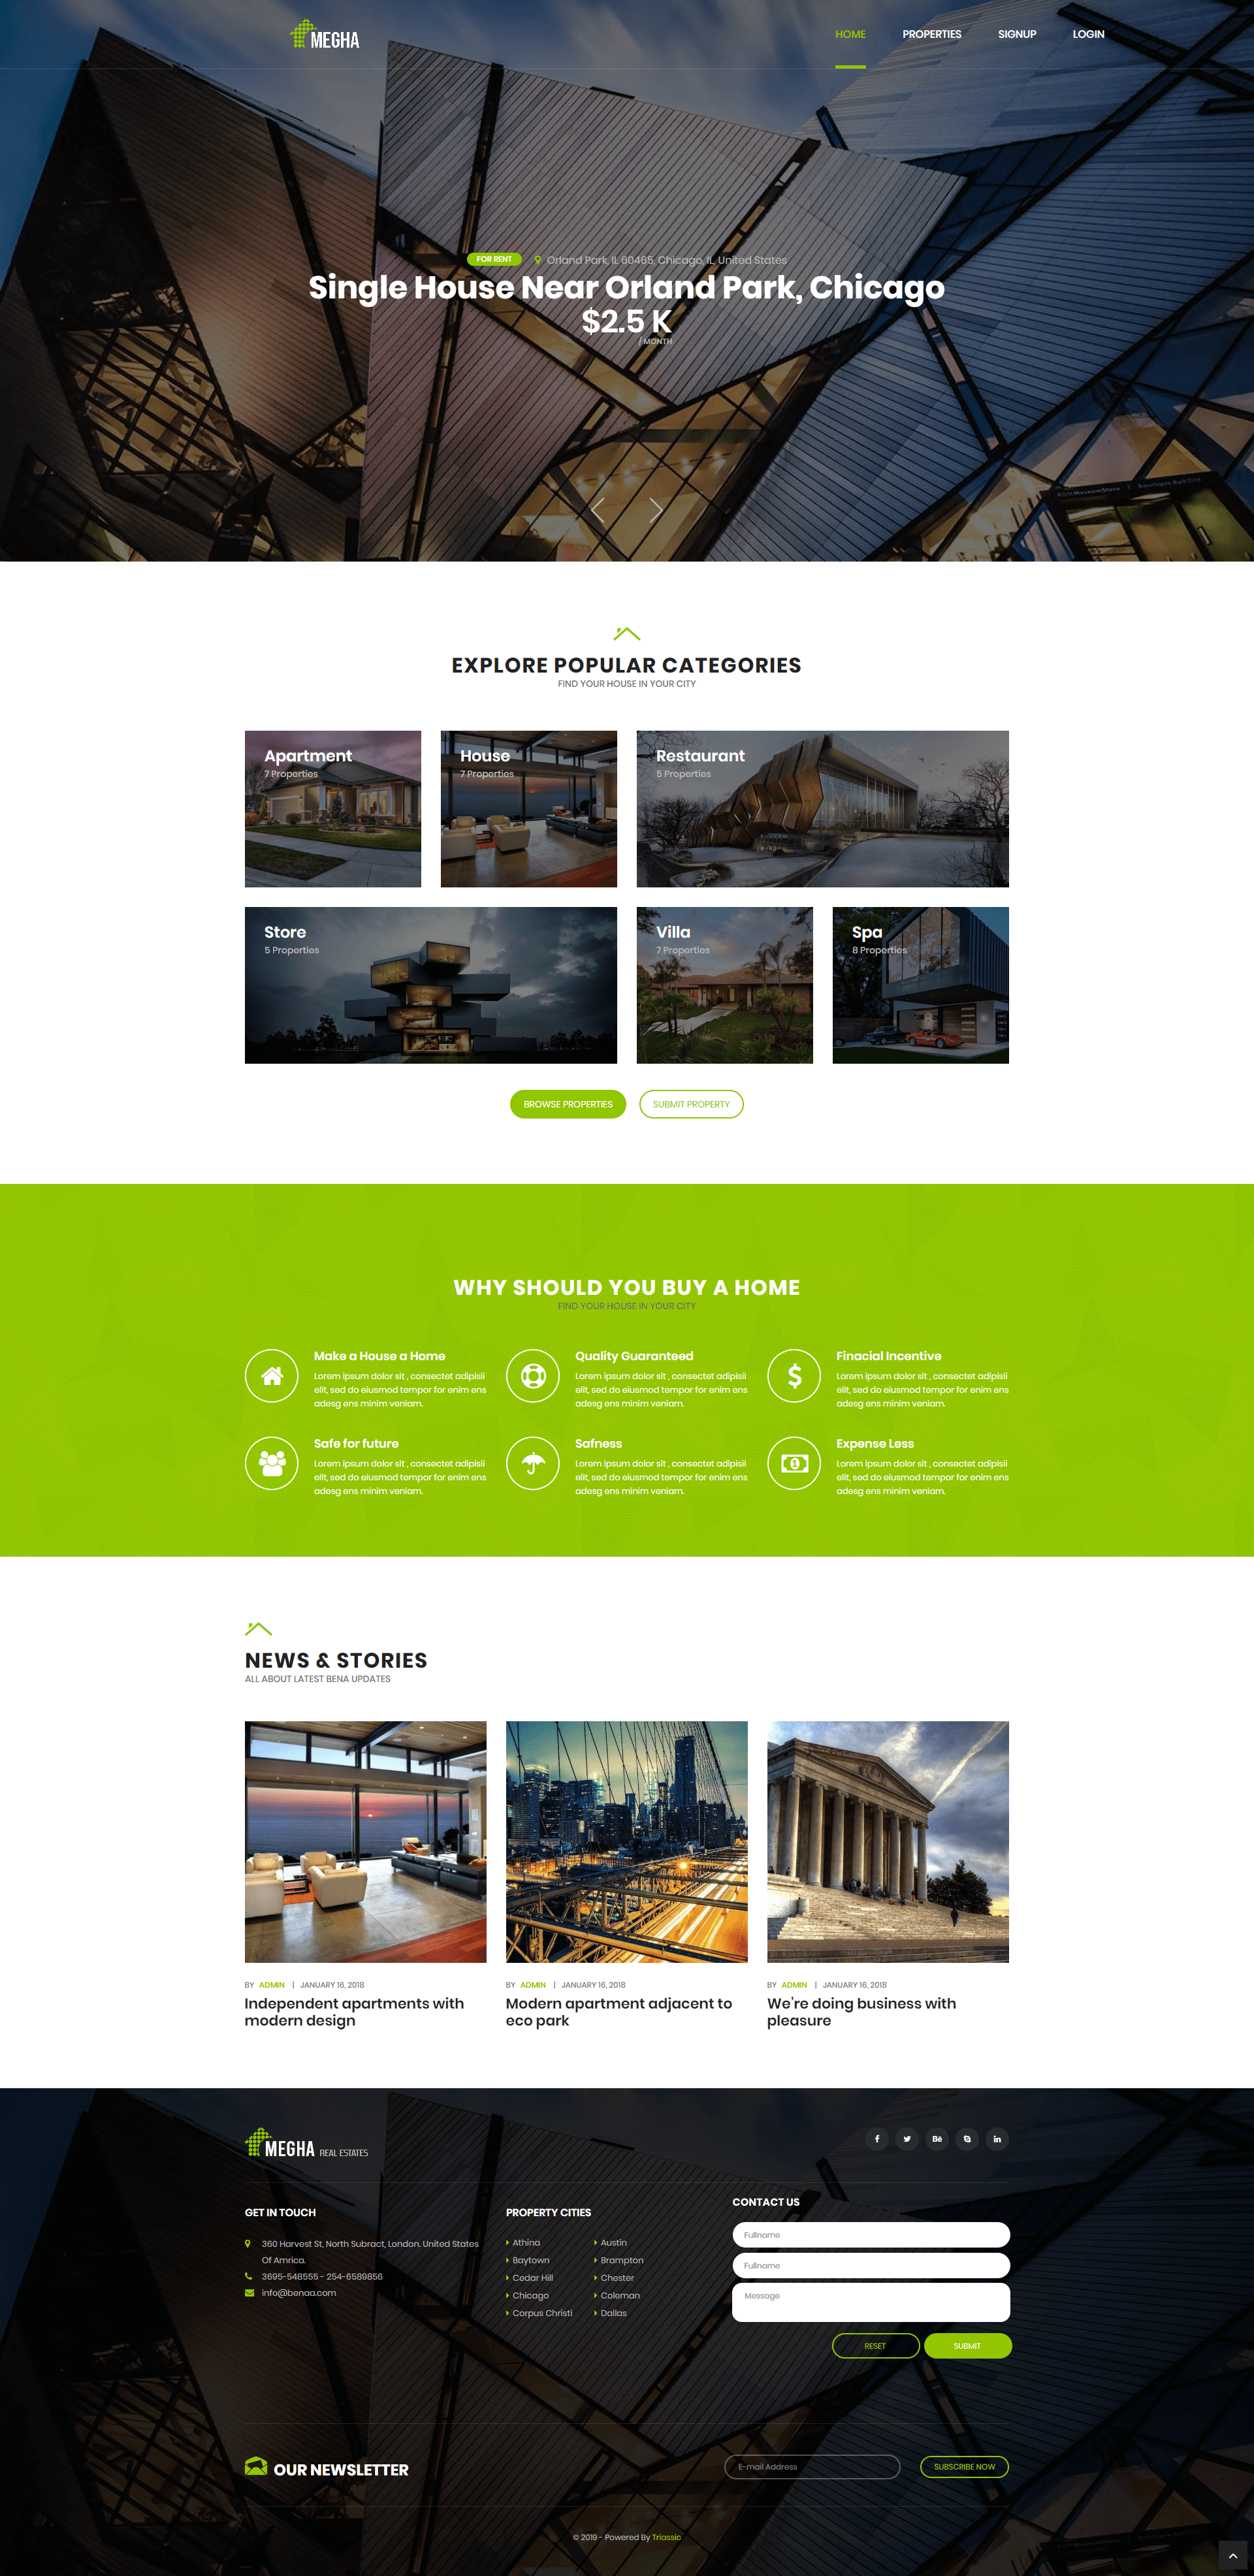 MEGHA
HOME PROPERTIES SIGNUP LOGIN
FOR RENT Orland Park, IL 60465, Chicago, IL, United States
Single House Near Orland Park, Chicago
$2.5 K
/ MONTH
EXPLORE POPULAR CATEGORIES
FIND YOUR HOUSE IN YOUR CITY
Apartment
7 Properties
House
7 Properties
Restaurant
5 Properties
Store
5 Properties
Villa
7 Properties
Spa
8 Properties
BROWSE PROPERTIES SUBMIT PROPERTY
WHY SHOULD YOU BUY A HOME
FIND YOUR HOUSE IN YOUR CITY
Make a House a Home
Lorem ipsum dolor sit , consectet adipisii
elit, sed do eiusmod tempor for enim ens
adesg ens minim veniam.
Quality Guaranteed
Lorem ipsum dolor sit , consectet adipisii
elit, sed do eiusmod tempor for enim ens
adesg ens minim veniam.
Finacial Incentive
Lorem ipsum dolor sit , consectet adipisii
elit, sed do eiusmod tempor for enim ens
adesg ens minim veniam.
Safe for future
Lorem ipsum dolor sit , consectet adipisii
elit, sed do eiusmod tempor for enim ens
adesg ens minim veniam.
Safness
Lorem ipsum dolor sit , consectet adipisii
elit, sed do eiusmod tempor for enim ens
adesg ens minim veniam.
Expense Less
Lorem ipsum dolor sit , consectet adipisii
elit, sed do eiusmod tempor for enim ens
adesg ens minim veniam.
NEWS & STORIES
ALL ABOUT LATEST BENA UPDATES
BY ADMIN | JANUARY 16, 2018
Independent apartments with
modern design
BY ADMIN | JANUARY 16, 2018
Modern apartment adjacent to
eco park
BY ADMIN | JANUARY 16, 2018
We're doing business with
pleasure
MEGHA REAL ESTATES
GET IN TOUCH
360 Harvest St, North Subract, London. United States
Of Amrica.
3695-548555 - 254-6589856
info@benaa.com
PROPERTY CITIES
Athina
Baytown
Cedar Hill
Chicago
Corpus Christi
Austin
Brampton
Chester
Coleman
Dallas
CONTACT US
Fullname
Fullname
Message
RESET SUBMIT
OUR NEWSLETTER
E-mail Address
SUBSCRIBE NOW
© 2019 - Powered By Triassic